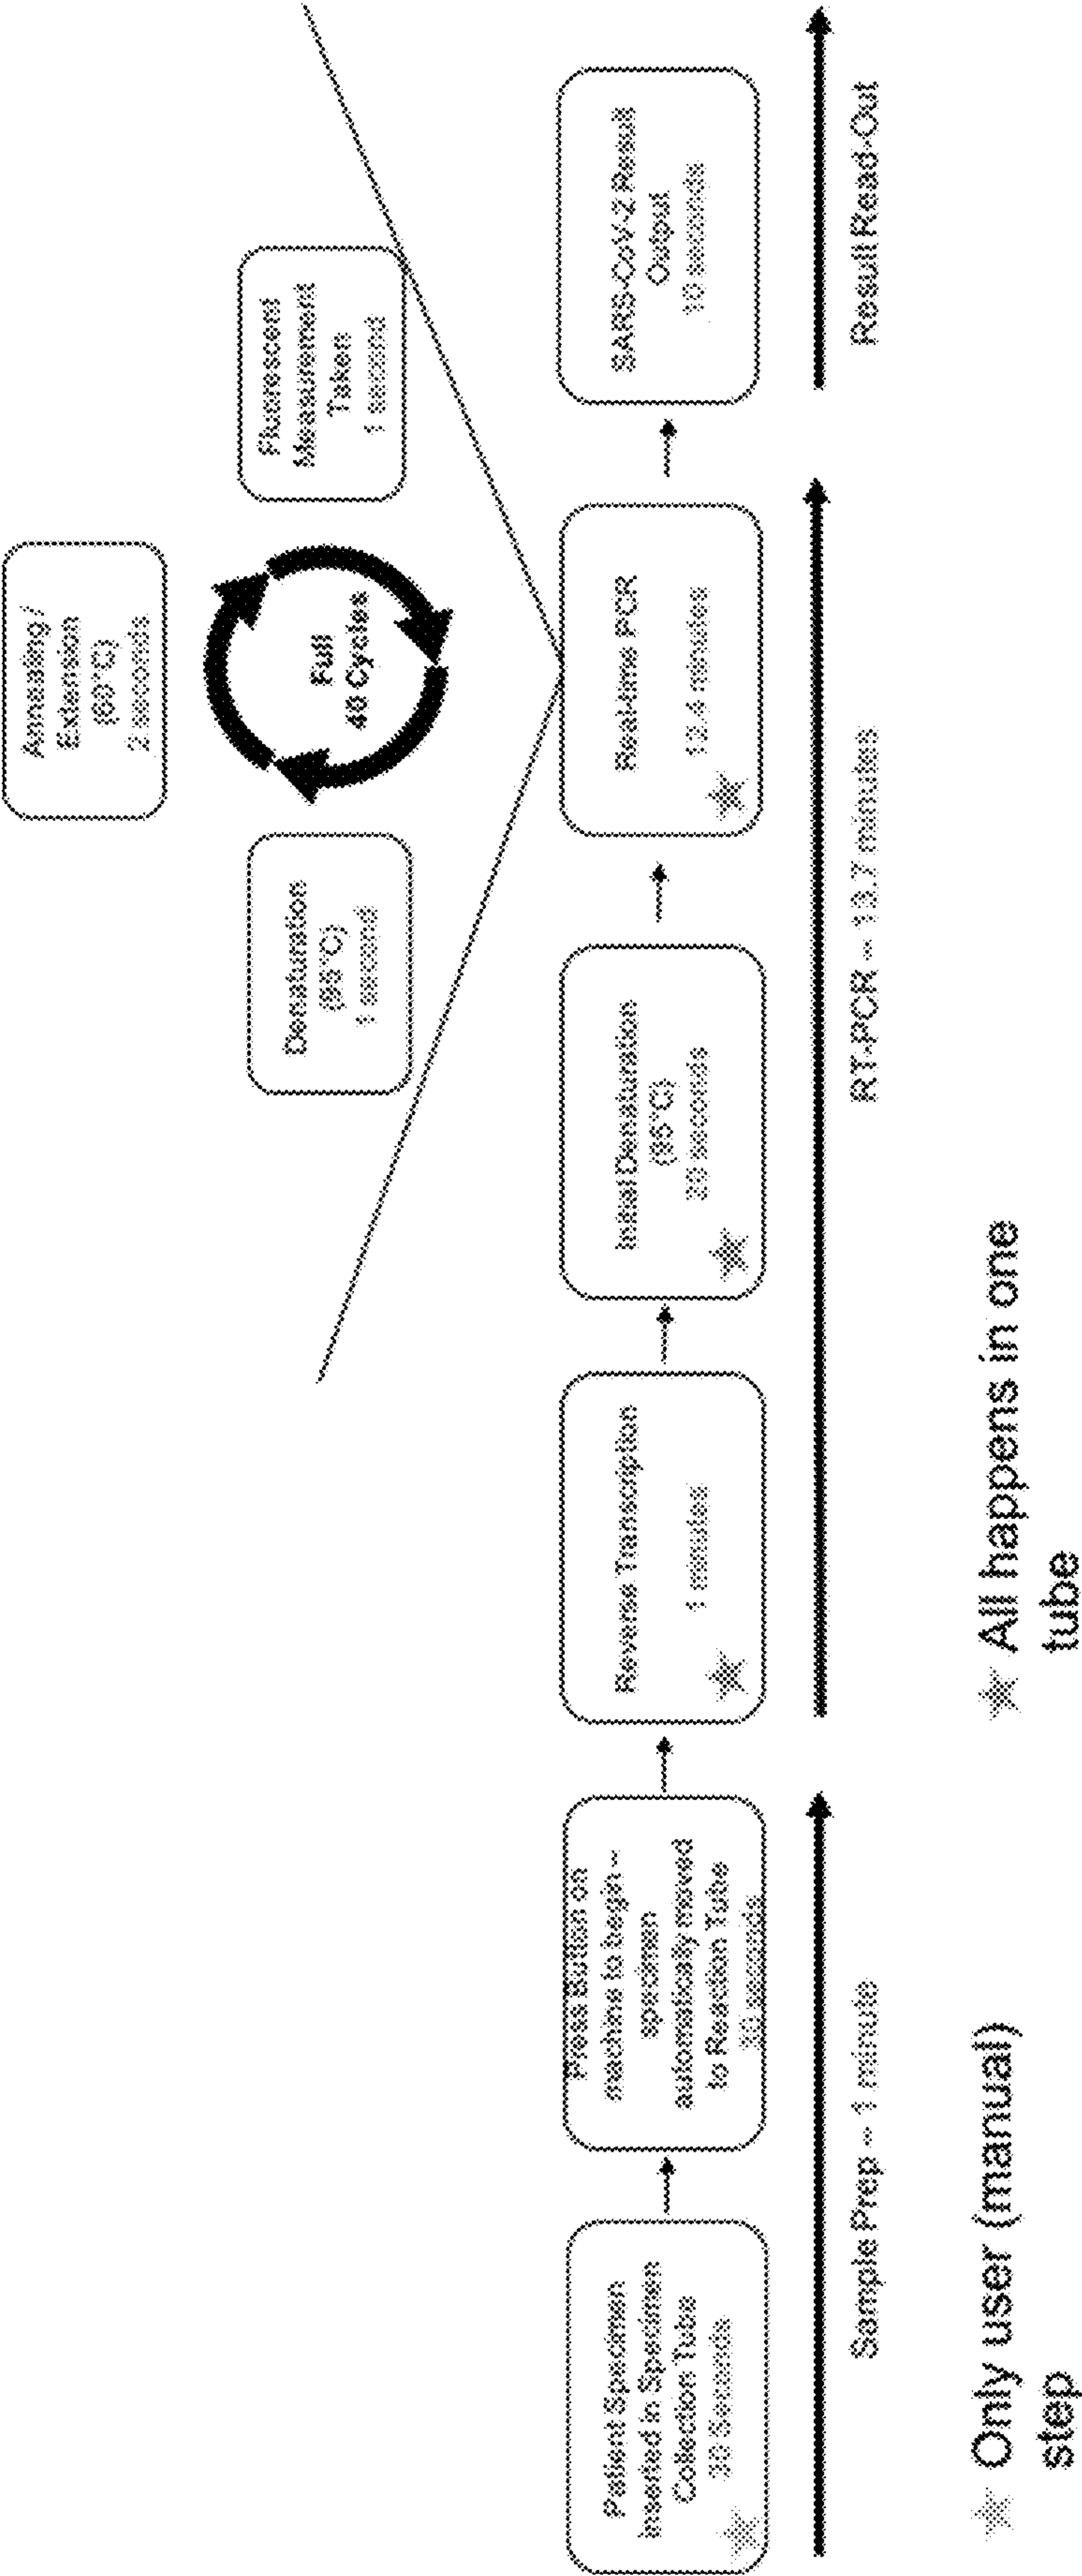 Annealing/
Extension
(60°C)
2 seconds
Denaturation
(95°C)
1 second
Full
40 Cycles
Fluorescent
Measurement
Taken
1 second
Patient Specimen
Inserted in Specimen
Collection Tube
30 Seconds
Press Button on
machine to begin –
specimen
automatically moved
to Reaction Tube
30 seconds
Reverse Transcription
1 minutes
Initial Denaturation
(95°C)
20 seconds
Real-time PCR
12.4 minutes
SARS-CoV-2 Result
Output
10 seconds
Sample Prep – 1 minute
RT-PCR – 13.7 minutes
Result Read-Out
Only user (manual)
step
All happens in one
tube